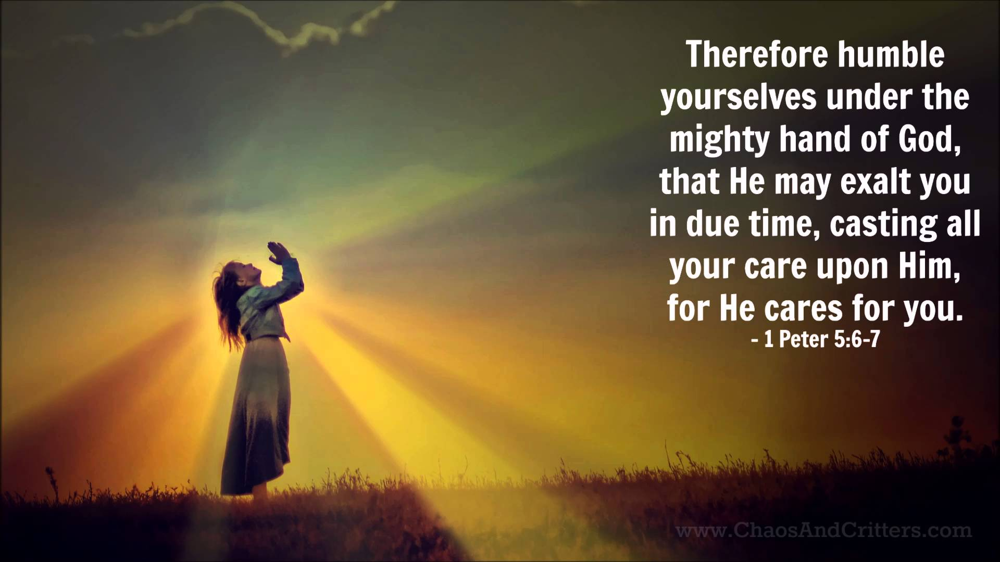 Therefore humble
yourselves under the
mighty hand of God,
that He may exalt you
in due time, casting all
your care upon Him,
for He cares for you.
- 1 Peter 5:6-7
www.ChaosAndCritters.com